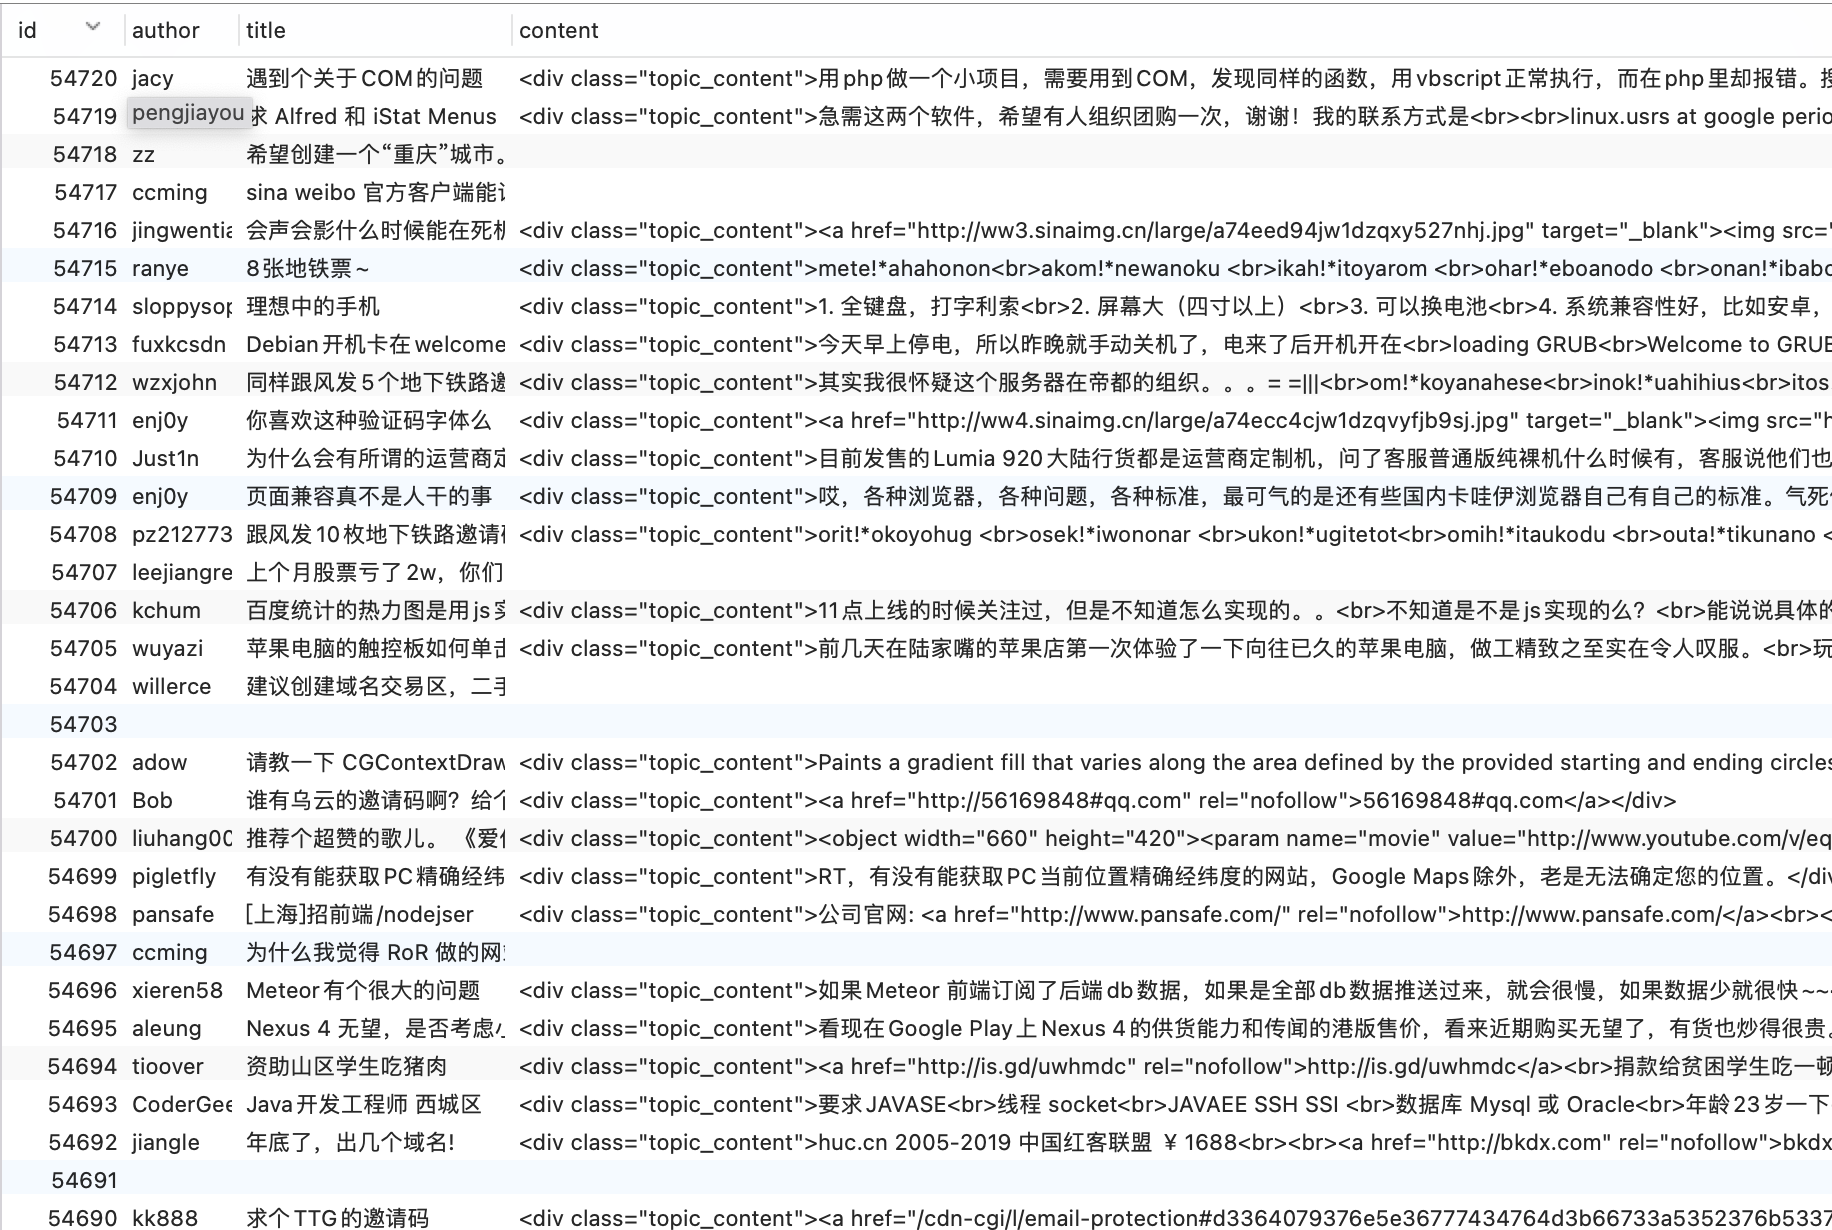 id author title content
54720 jacy 遇到个关于COM的问题 <div class="topic_content">用php做一个小项目，需要用到COM，发现同样的函数，用vbscript正常执行，而在php里却报错。
54719 pengjiayou 求 Alfred 和 iStat Menus <div class="topic_content">急需这两个软件，希望有人组织团购一次，谢谢！我的联系方式是<br><br>linux.usrs at google perio
54718 zz 希望创建一个“重庆”城市。
54717 ccming sina weibo 官方客户端能
54716 jingwentia 会声会影什么时候能在死机 <div class="topic_content"><a href="http://ww3.sinaimg.cn/large/a74eed94jw1dzqxy527nhj.jpg" target="_blank"><img src="
54715 ranye 8张地铁票~ <div class="topic_content">mete!*ahahonon<br>akom!*newanoku <br>ikah!*itoyarom <br>ohar!*eboanodo <br>onan!*ibabo
54714 sloppysop 理想中的手机 <div class="topic_content">1. 全键盘，打字利索<br>2. 屏幕大（四寸以上）<br>3. 可以换电池<br>4. 系统兼容性好，比如安卓，
54713 fuxkcsdn Debian开机卡在welcome <div class="topic_content">今天早上停电，所以昨晚就手动关机了，电来了后开机开在<br>loading GRUB<br>Welcome to GRUB
54712 wzxjohn 同样跟风发5个地下铁路邀 <div class="topic_content">其实我很怀疑这个服务器在帝都的组织。。。= =|||<br>om!*koyanahese<br>inok!*uahihius<br>itos
54711 enj0y 你喜欢这种验证码字体么 <div class="topic_content"><a href="http://ww4.sinaimg.cn/large/a74ecc4cjw1dzqvyfjb9sj.jpg" target="_blank"><img src="h
54710 Just1n 为什么会有所谓的运营商定 <div class="topic_content">目前发售的Lumia 920大陆行货都是运营商定制机，问了客服普通版纯裸机什么时候有，客服说他们也
54709 enj0y 页面兼容真不是人干的事 <div class="topic_content">哎，各种浏览器，各种问题，各种标准，最可气的是还有些国内卡哇伊浏览器自己有自己的标准。气死
54708 pz212773 跟风发10枚地下铁路邀请码 <div class="topic_content">orit!*okoyohug <br>osek!*iwononar <br>ukon!*ugitetot<br>omih!*itaukodu <br>outa!*tikunano <
54707 leejiangre 上个月股票亏了2w，你们
54706 kchum 百度统计的热力图是用js实 <div class="topic_content">11点上线的时候关注过，但是不知道怎么实现的。。<br>不知道是不是js实现的么？<br>能说说具体的
54705 wuyazi 苹果电脑的触控板如何单击 <div class="topic_content">前几天在陆家嘴的苹果店第一次体验了一下向往已久的苹果电脑，做工精致之至实在令人叹服。<br>玩
54704 willerce 建议创建域名交易区，二手
54703
54702 adow 请教一下 CGContextDraw <div class="topic_content">Paints a gradient fill that varies along the area defined by the provided starting and ending circles
54701 Bob 谁有乌云的邀请码啊？给个 <div class="topic_content"><a href="http://56169848#qq.com" rel="nofollow">56169848#qq.com</a></div>
54700 liuhang00 推荐个超赞的歌儿。《爱 <div class="topic_content"><object width="660" height="420"><param name="movie" value="http://www.youtube.com/v/eq
54699 pigletfly 有没有能获取PC精确经纬 <div class="topic_content">RT，有没有能获取PC当前位置精确经纬度的网站，Google Maps除外，老是无法确定您的位置。</div
54698 pansafe [上海]招前端/nodejser <div class="topic_content">公司官网: <a href="http://www.pansafe.com/" rel="nofollow">http://www.pansafe.com/</a><br><
54697 ccming 为什么我觉得 RoR 做的网
54696 xieren58 Meteor有个很大的问题 <div class="topic_content">如果Meteor 前端订阅了后端db数据，如果是全部db数据推送过来，就会很慢，如果数据少就很快~~
54695 aleung Nexus 4 无望，是否考虑 <div class="topic_content">看现在Google Play上Nexus 4的供货能力和传闻的港版售价，看来近期购买无望了，有货也炒得很贵。
54694 tioover 资助山区学生吃猪肉 <div class="topic_content"><a href="http://is.gd/uwhmdc" rel="nofollow">http://is.gd/uwhmdc</a><br>捐款给贫困学生吃一顿
54693 CoderGee Java开发工程师 西城区 <div class="topic_content">要求JAVASE<br>线程 socket<br>JAVAEE SSH SSI <br>数据库 Mysql 或 Oracle<br>年龄23岁一下
54692 jiangle 年底了，出几个域名! <div class="topic_content">huc.cn 2005-2019 中国红客联盟 ￥1688<br><br><a href="http://bkdx.com" rel="nofollow">bkdx
54691
54690 kk888 求个TTG的邀请码 <div class="topic_content"><a href="/cdn-cgi/l/email-protection#d3364079376e5e36777434764d3b66733a5352376b5337